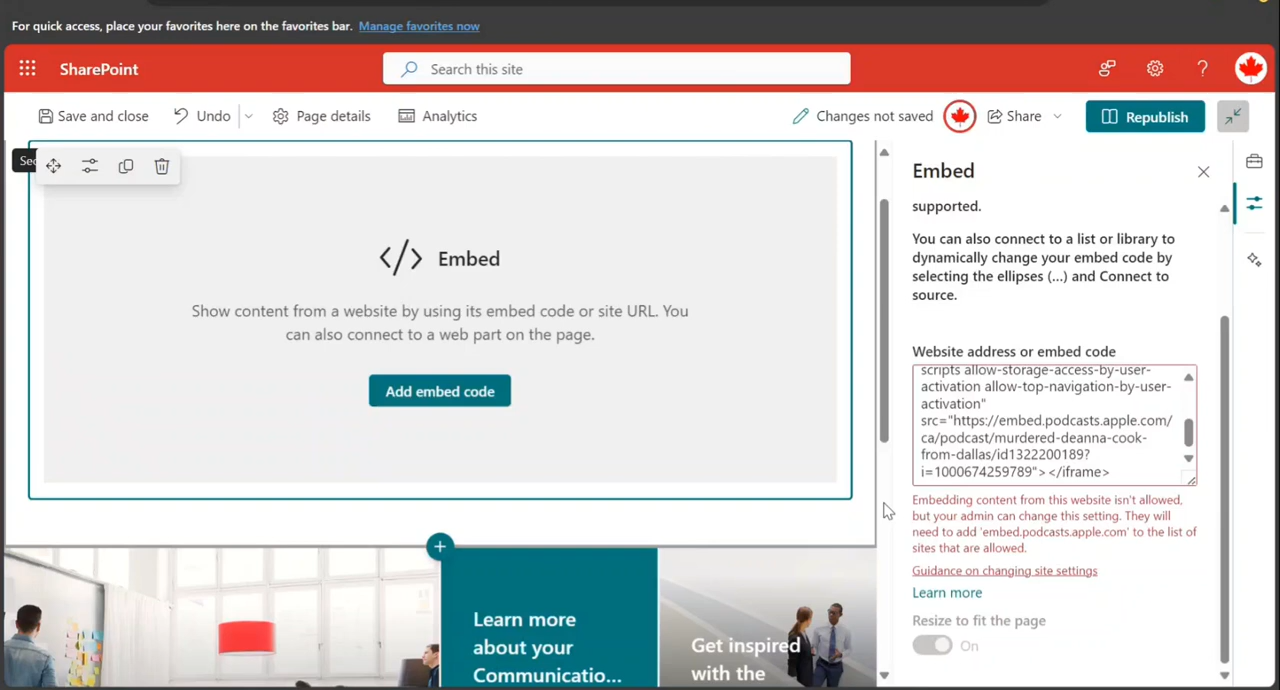 For quick access, place your favorites here on the favorites bar. Manage favorites now
SharePoint
Search this site
Save and close
Undo
Page details
Analytics
Changes not saved
Share
Republish
Embed
Show content from a website by using its embed code or site URL. You
can also connect to a web part on the page.
Add embed code
Learn more
about your
Communicatio...
Get inspired
with the
Embed
supported.
You can also connect to a list or library to
dynamically change your embed code by
selecting the ellipses (...) and Connect to
source.
Website address or embed code
scripts allow-storage-access-by-user-
activation allow-top-navigation-by-user-
activation"
src="https://embed.podcasts.apple.com/
ca/podcast/murdered-deanna-cook-
from-dallas/id1322200189?
i=1000674259789"></iframe>
Embedding content from this website isn't allowed,
but your admin can change this setting. They will
need to add 'embed.podcasts.apple.com' to the list of
sites that are allowed.
Guidance on changing site settings
Learn more
Resize to fit the page
On